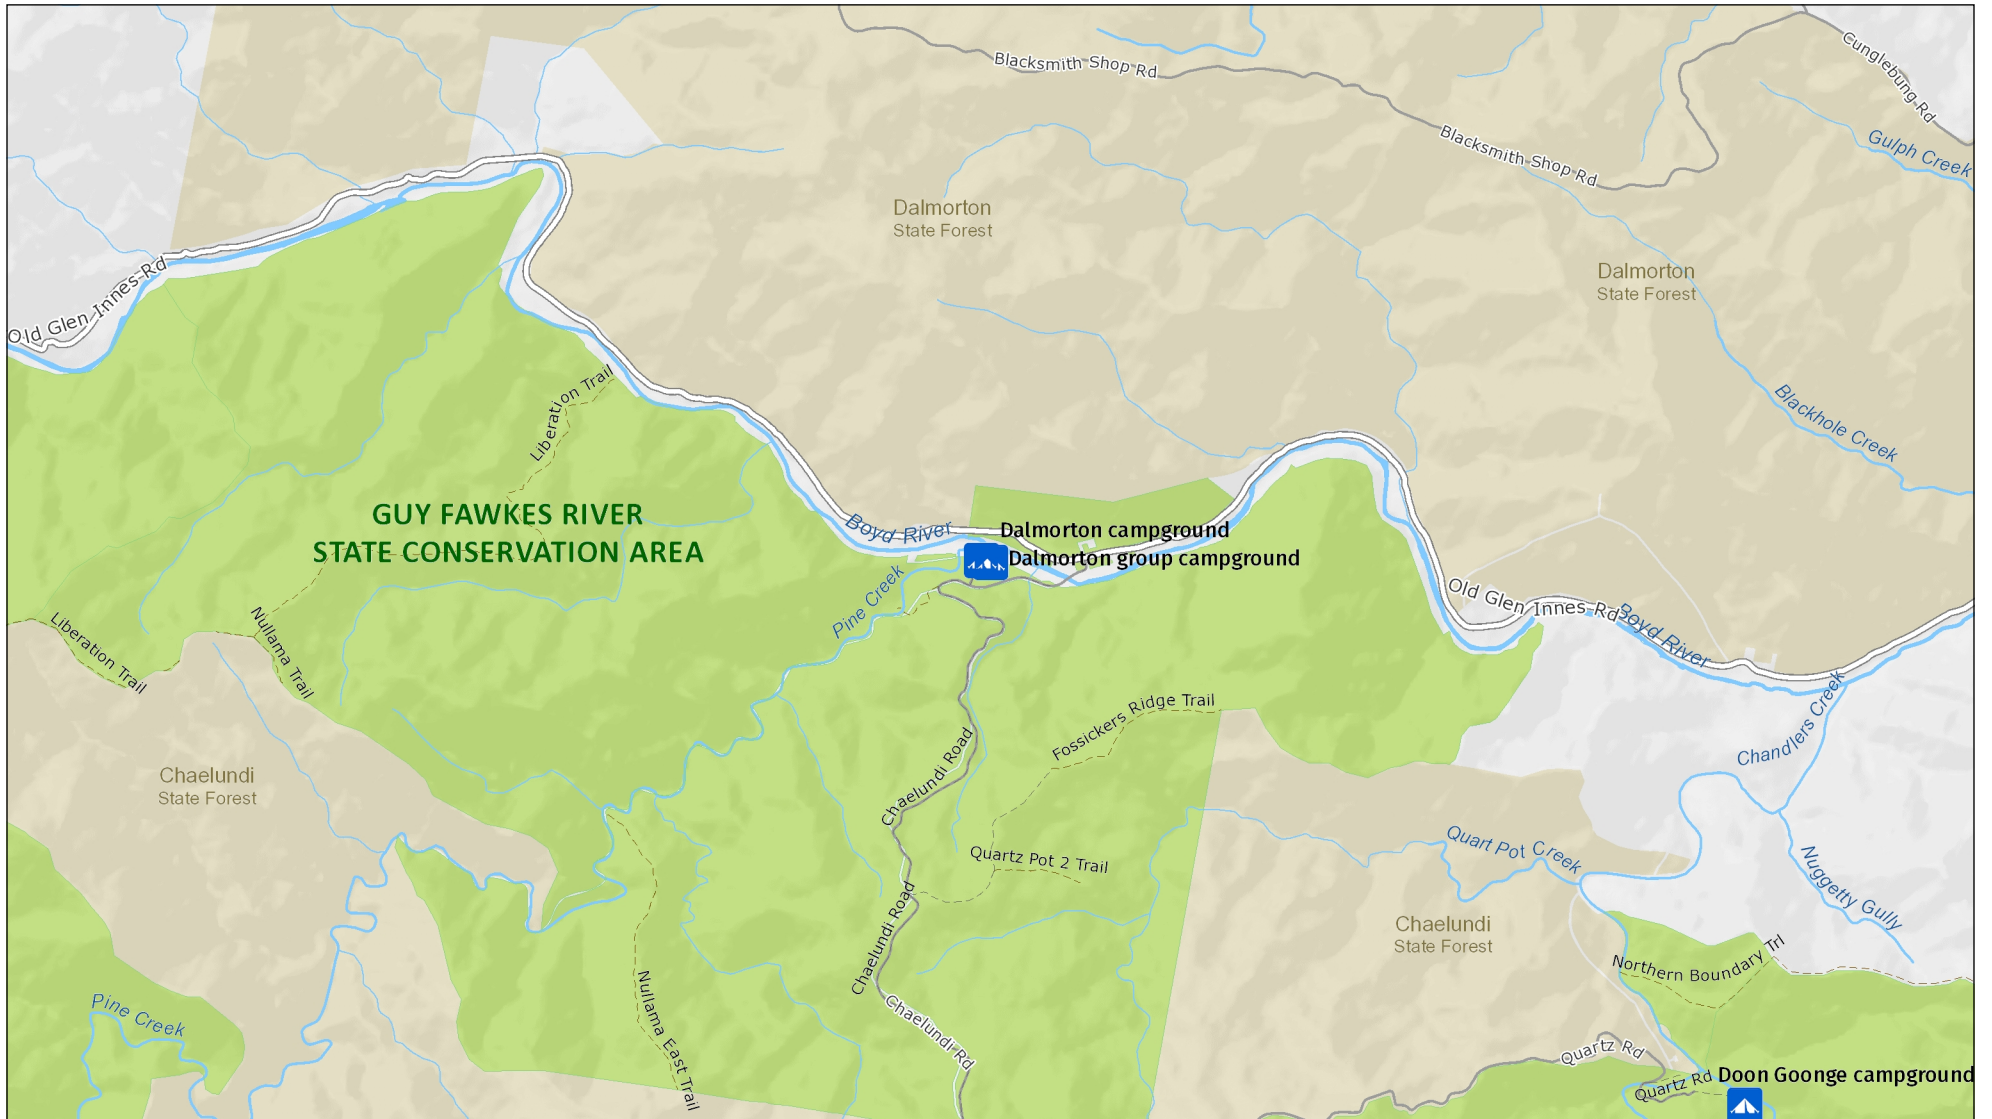 Blacksmith Shop Rd
Cunglebung Rd
Blacksmith Shop Rd
Gulph Creek
Dalmorton
State Forest
Dalmorton
State Forest
Old Glen Innes Rd
Liberation Trail
Blackhole Creek
GUY FAWKES RIVER
STATE CONSERVATION AREA
Boyd River
Dalmorton campground
Dalmorton group campground
Pine Creek
Old Glen Innes Rd
Boyd River
Liberation Trail
Nullama Trail
Fossickers Ridge Trail
Chandlers Creek
Chaelundi Road
Chaelundi
State Forest
Quartz Pot 2 Trail
Quart Pot Creek
Nuggetty Gully
Chaelundi Road
Chaelundi
State Forest
Northern Boundary Trl
Pine Creek
Nullama East Trail
Chaelundi Rd
Quartz Rd
Quartz Rd
Doon Goonge campground